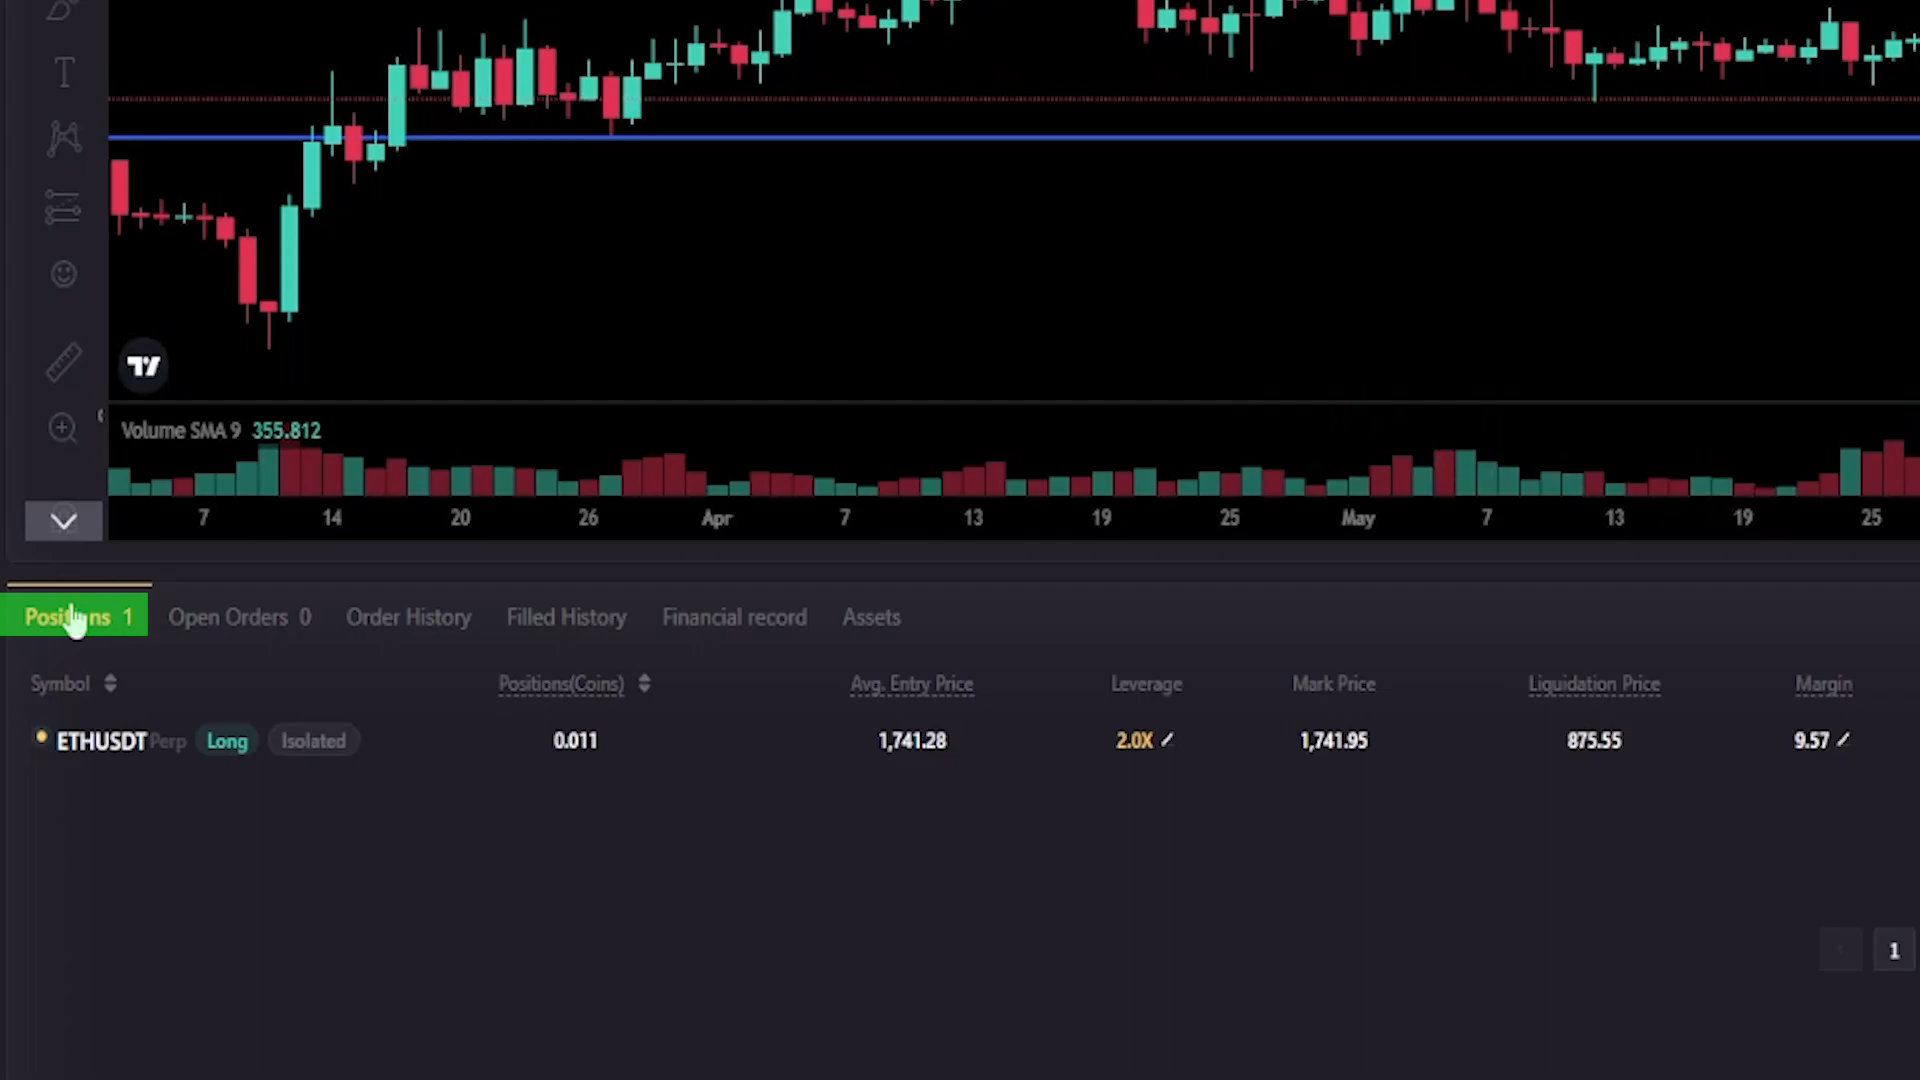 T
Volume SMA 9 355.812
7 14 20 26 Apr 7 13 19 25 May 7 13 19 25
Positions 1 Open Orders 0 Order History Filled History Financial record Assets
Symbol Positions(Coins) Avg. Entry Price Leverage Mark Price Liquidation Price Margin
ETHUSDT Perp Long Isolated 0.011 1,741.28 2.0X 1,741.95 875.55 9.57
1